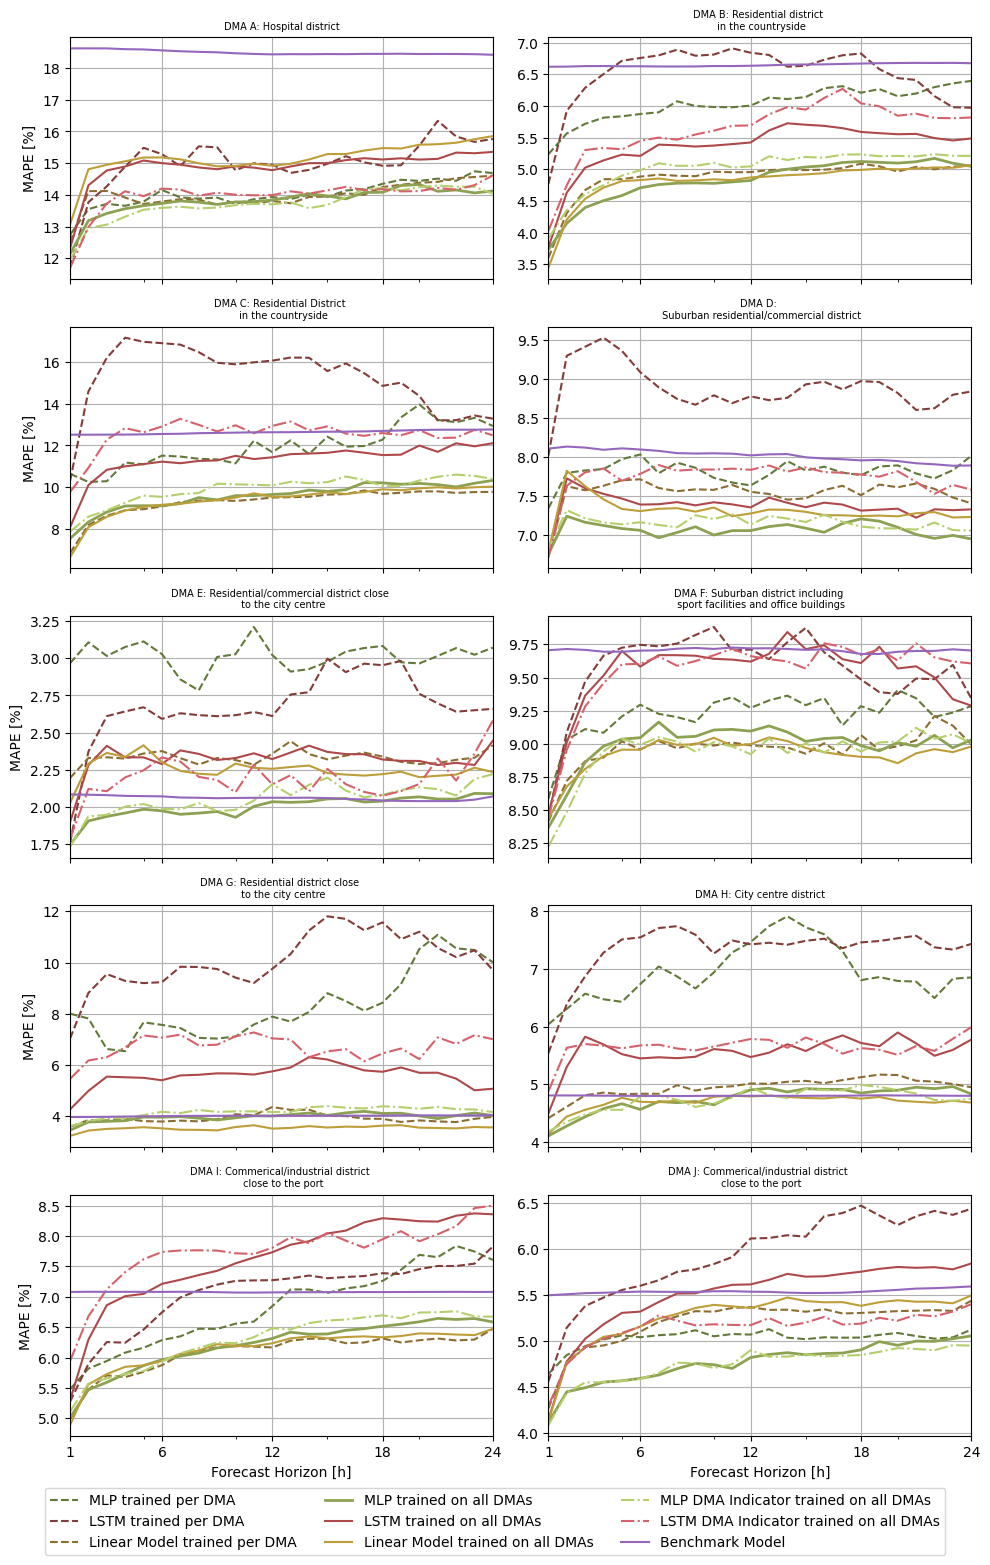 DMA A: Hospital district
MAPE [%]
18
17
16
15
14
13
12
DMA B: Residential district
in the countryside
7.0
6.5
6.0
5.5
5.0
4.5
4.0
3.5
DMA C: Residential District
in the countryside
MAPE [%]
16
14
12
10
8
DMA D:
Suburban residential/commercial district
9.5
9.0
8.5
8.0
7.5
7.0
DMA E: Residential/commercial district close
to the city centre
MAPE [%]
3.25
3.00
2.75
2.50
2.25
2.00
1.75
DMA F: Suburban district including
sport facilities and office buildings
9.75
9.50
9.25
9.00
8.75
8.50
8.25
DMA G: Residential district close
to the city centre
MAPE [%]
12
10
8
6
4
DMA H: City centre district
8
7
6
5
4
DMA I: Commerical/industrial district
close to the port
MAPE [%]
8.5
8.0
7.5
7.0
6.5
6.0
5.5
5.0
1 6 12 18 24
Forecast Horizon [h]
DMA J: Commerical/industrial district
close to the port
6.5
6.0
5.5
5.0
4.5
4.0
1 6 12 18 24
Forecast Horizon [h]
MLP trained per DMA
LSTM trained per DMA
Linear Model trained per DMA
MLP trained on all DMAs
LSTM trained on all DMAs
Linear Model trained on all DMAs
MLP DMA Indicator trained on all DMAs
LSTM DMA Indicator trained on all DMAs
Benchmark Model